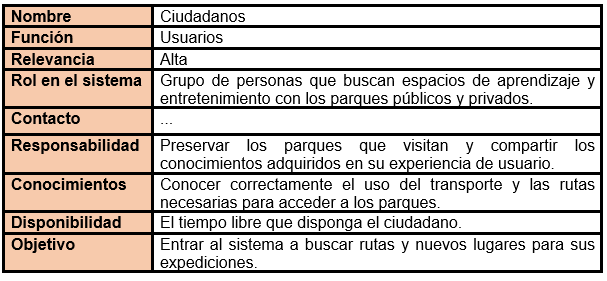 Nombre Ciudadanos
Función Usuarios
Relevancia Alta
Rol en el sistema Grupo de personas que buscan espacios de aprendizaje y
entretenimiento con los parques públicos y privados.
Contacto ...
Responsabilidad Preservar los parques que visitan y compartir los
conocimientos adquiridos en su experiencia de usuario.
Conocimientos Conocer correctamente el uso del transporte y las rutas
necesarias para acceder a los parques.
Disponibilidad El tiempo libre que disponga el ciudadano.
Objetivo Entrar al sistema a buscar rutas y nuevos lugares para sus
expediciones.